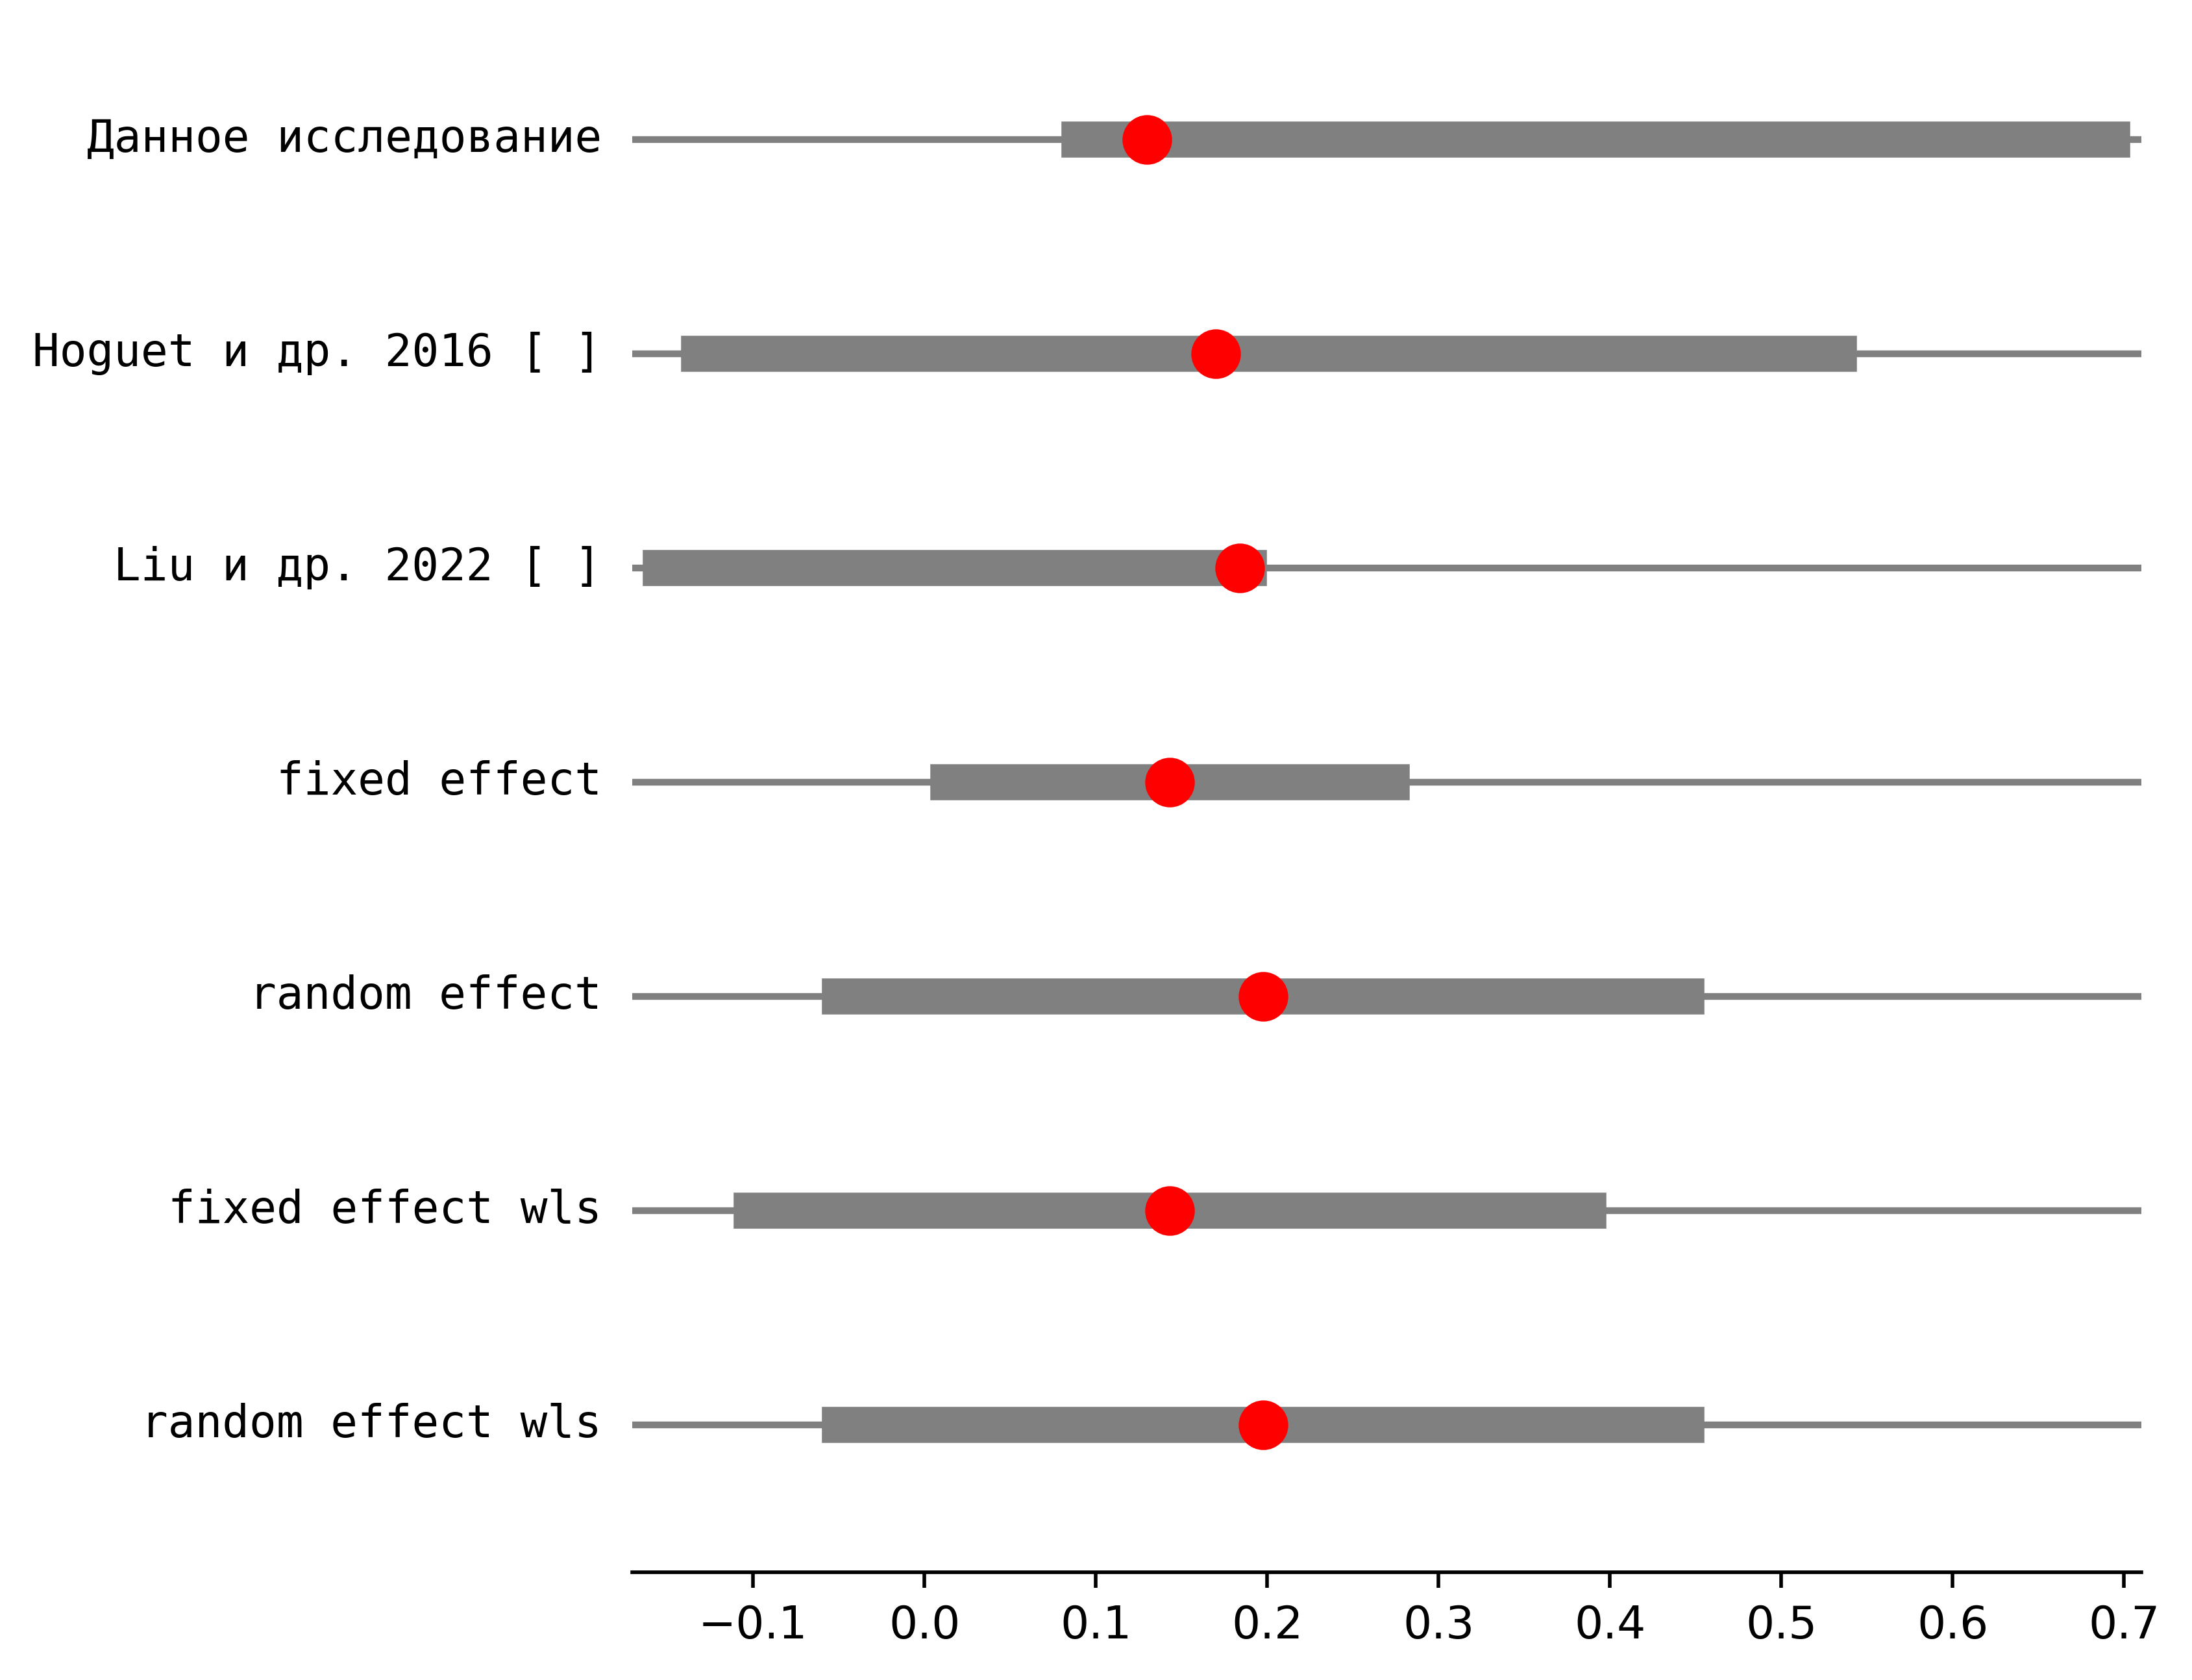 Данное исследование
Hoguet и др. 2016 [ ]
Liu и др. 2022 [ ]
fixed effect
random effect
fixed effect wls
random effect wls
−0.1 0.0 0.1 0.2 0.3 0.4 0.5 0.6 0.7